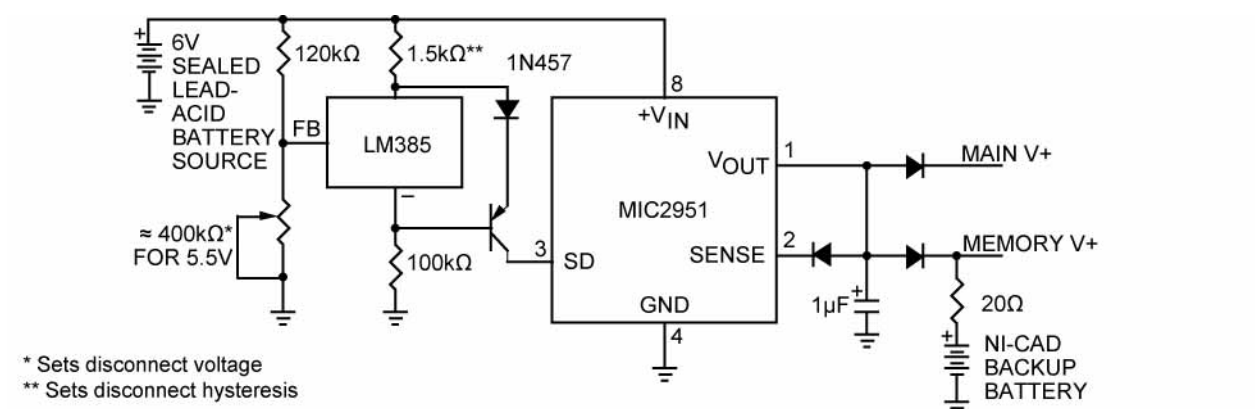 +
6V
SEALED
LEAD-
ACID
BATTERY
SOURCE
120kΩ
1.5kΩ**
1N457
FB
LM385
–
≈ 400kΩ*
FOR 5.5V
100kΩ
3
SD
8
+VIN
VOUT
1
MIC2951
SENSE
2
GND
4
MAIN V+
MEMORY V+
+
1µF
20Ω
+
NI-CAD
BACKUP
BATTERY
* Sets disconnect voltage
** Sets disconnect hysteresis